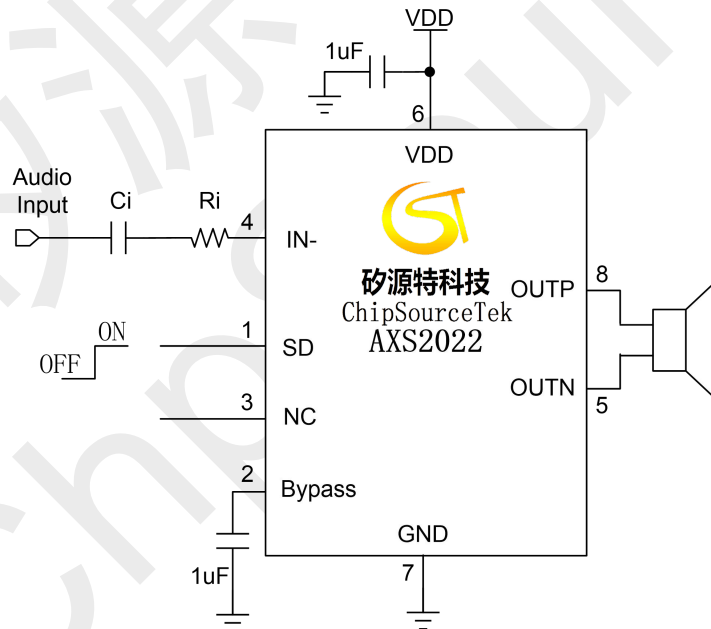 VDD
1uF
6
VDD
Audio
Input
Ci
Ri
4
IN-
矽源特科技
ChipSourceTek
AXS2022
OUTP
8
ON
OFF
1
SD
3
NC
OUTN
5
2
Bypass
1uF
GND
7